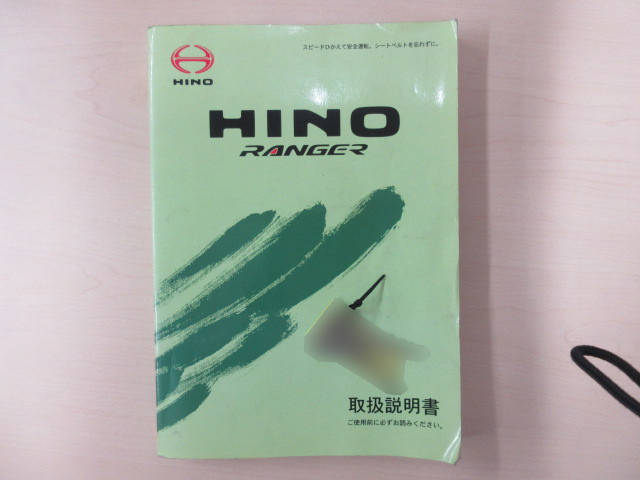 スピードひかえて安全運転、シートベルトを忘れずに。
HINO
HINO
RANGER
取扱説明書
ご使用前に必ずお読みください。